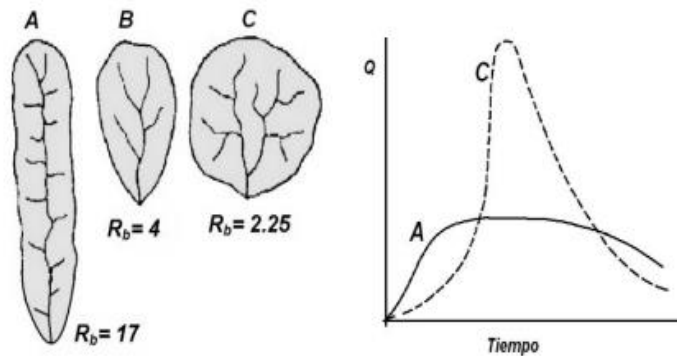 A
B
C
R_b= 4
R_b= 2.25
R_b= 17
Q
C
A
Tiempo